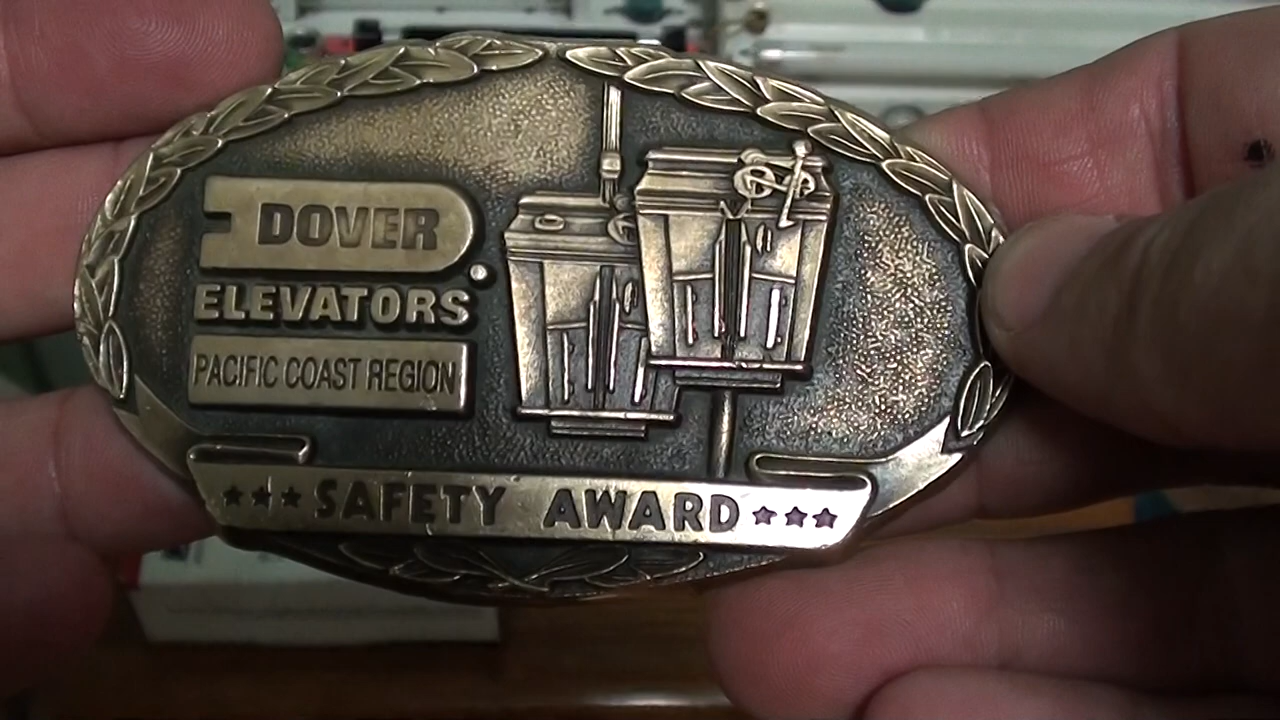 DOVER
ELEVATORS
PACIFIC COAST REGION
★★★SAFETY AWARD★★★